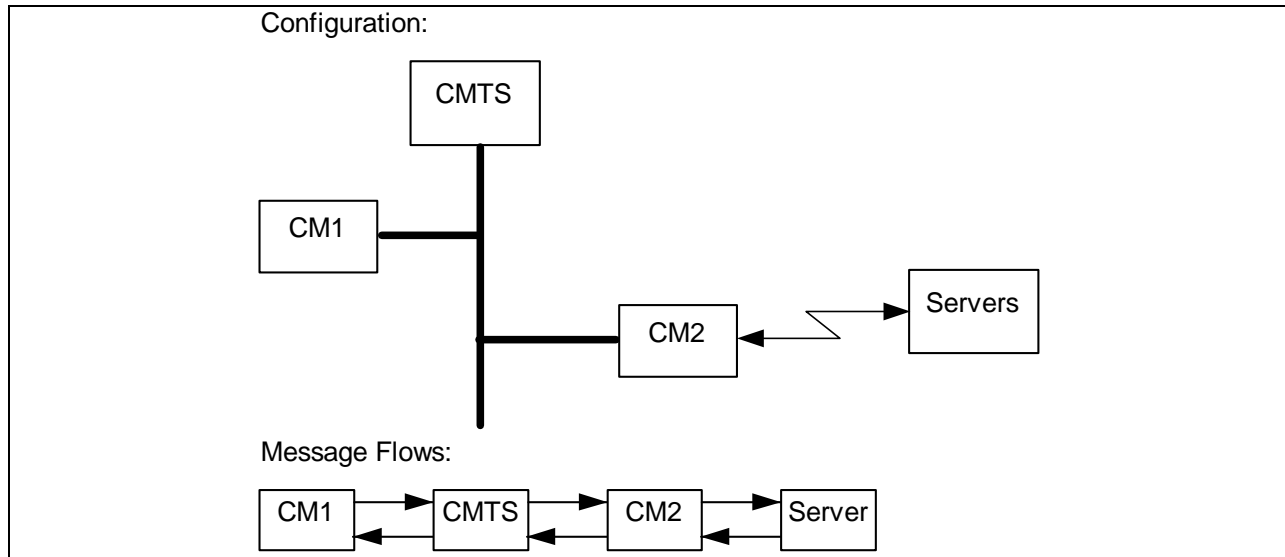 Configuration:
CMTS
CM1
Servers
CM2
Message Flows:
CM1 CMTS CM2 Server